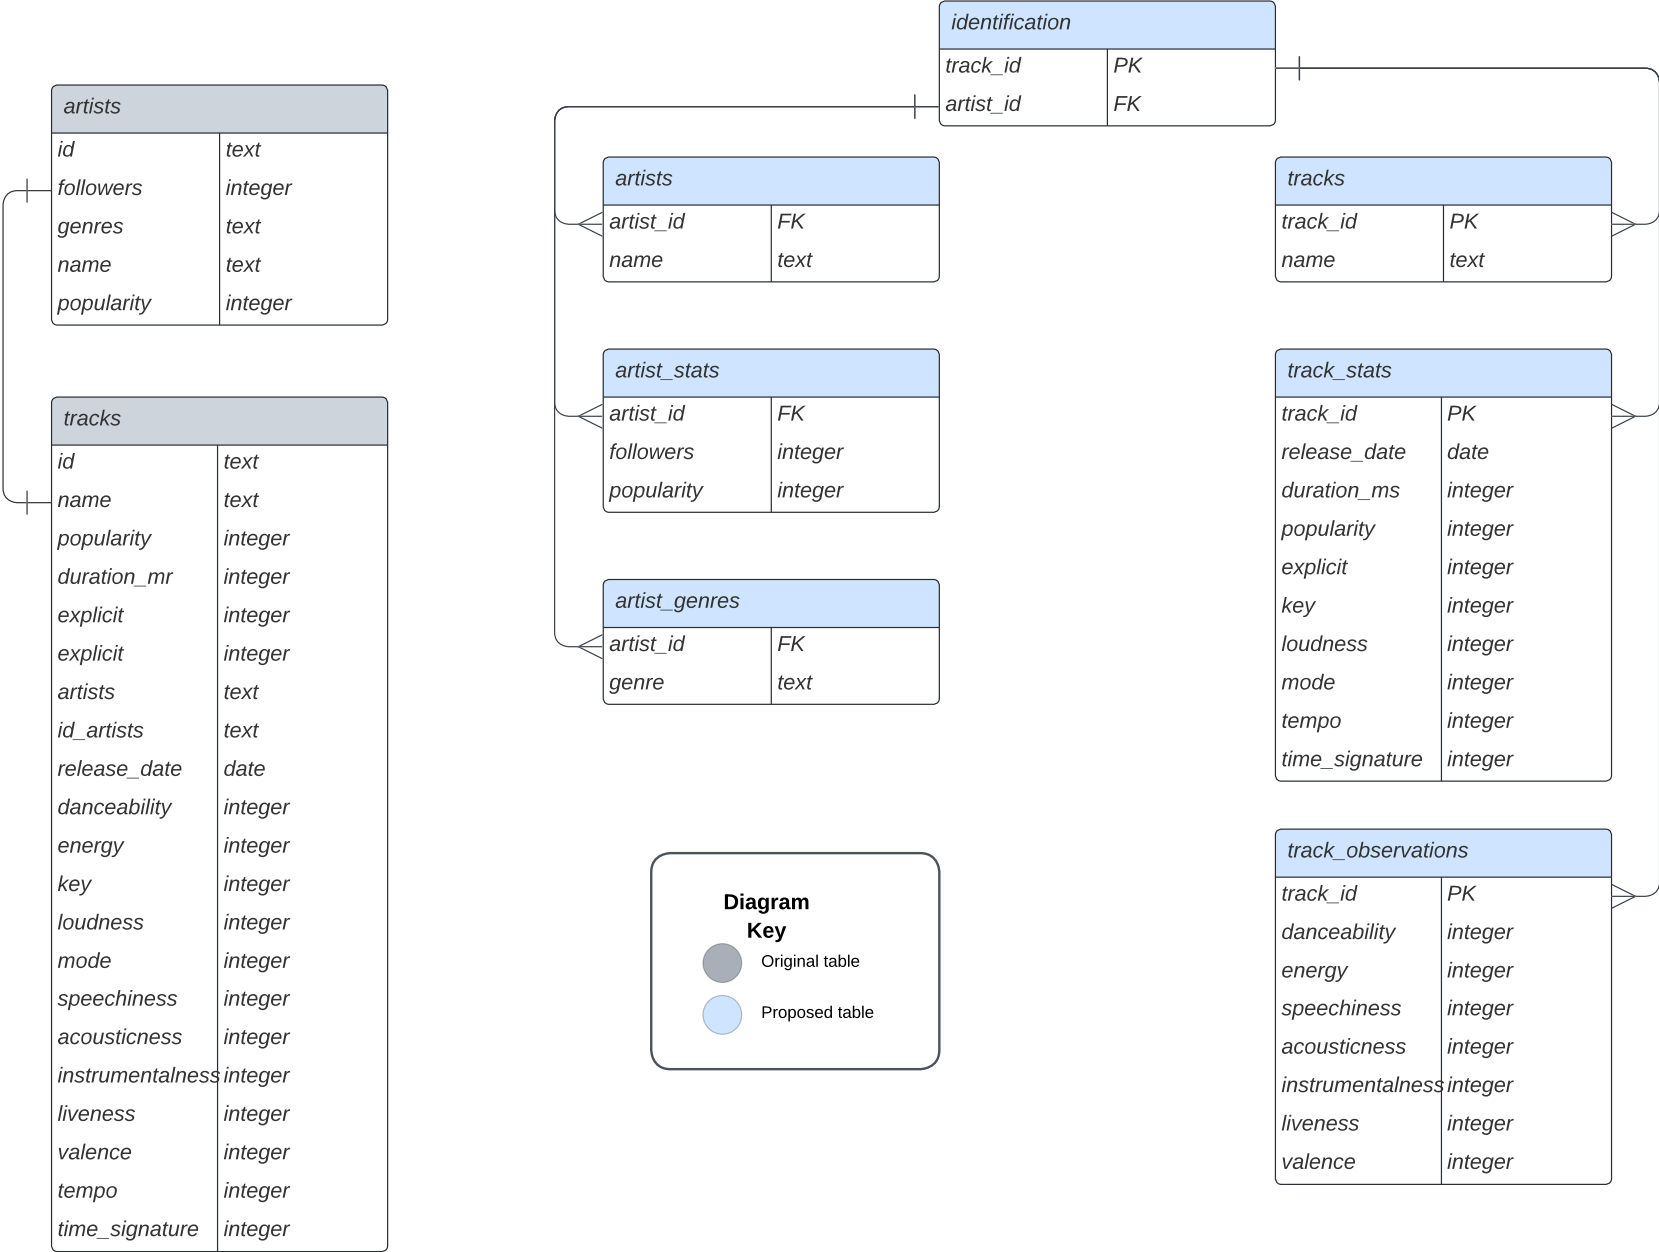 artists
id text
followers integer
genres text
name text
popularity integer
tracks
id text
name text
popularity integer
duration_mr integer
explicit integer
explicit integer
artists text
id_artists text
release_date date
danceability integer
energy integer
key integer
loudness integer
mode integer
speechiness integer
acousticness integer
instrumentalness integer
liveness integer
valence integer
tempo integer
time_signature integer
identification
track_id PK
artist_id FK
artists
artist_id FK
name text
artist_stats
artist_id FK
followers integer
popularity integer
artist_genres
artist_id FK
genre text
Diagram
Key
Original table
Proposed table
tracks
track_id PK
name text
track_stats
track_id PK
release_date date
duration_ms integer
popularity integer
explicit integer
key integer
loudness integer
mode integer
tempo integer
time_signature integer
track_observations
track_id PK
danceability integer
energy integer
speechiness integer
acousticness integer
instrumentalness integer
liveness integer
valence integer